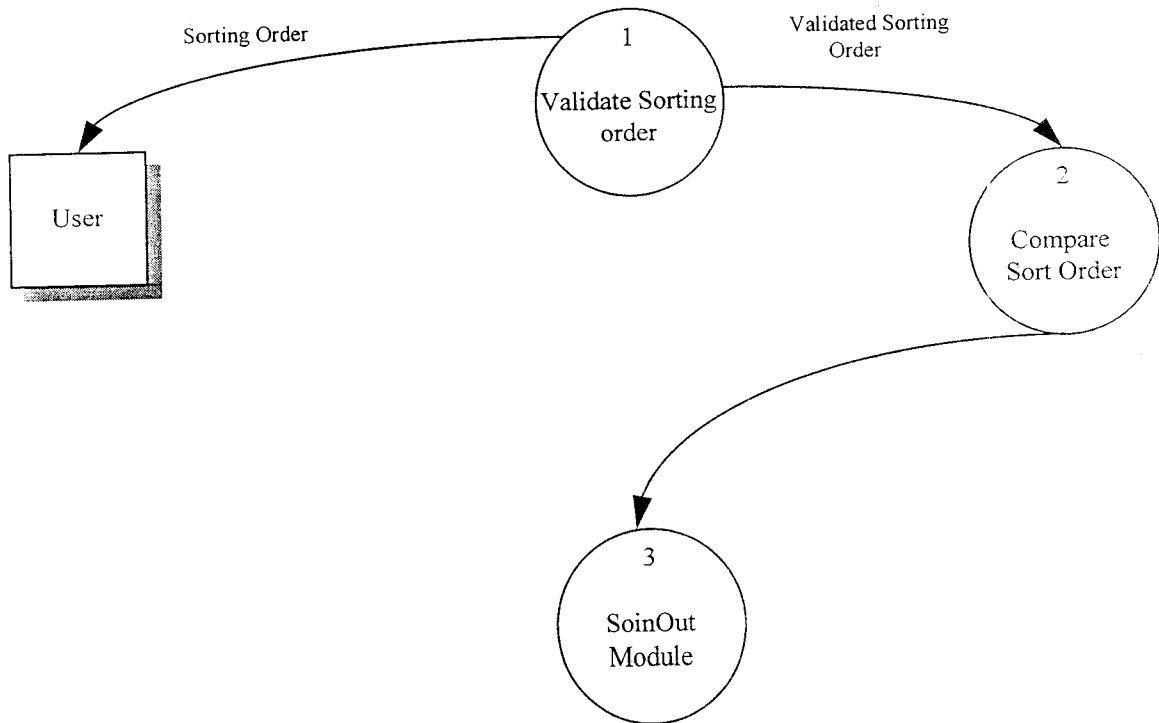 Sorting Order
1
Validate Sorting
order
Validated Sorting
Order
User
2
Compare
Sort Order
3
SoinOut
Module